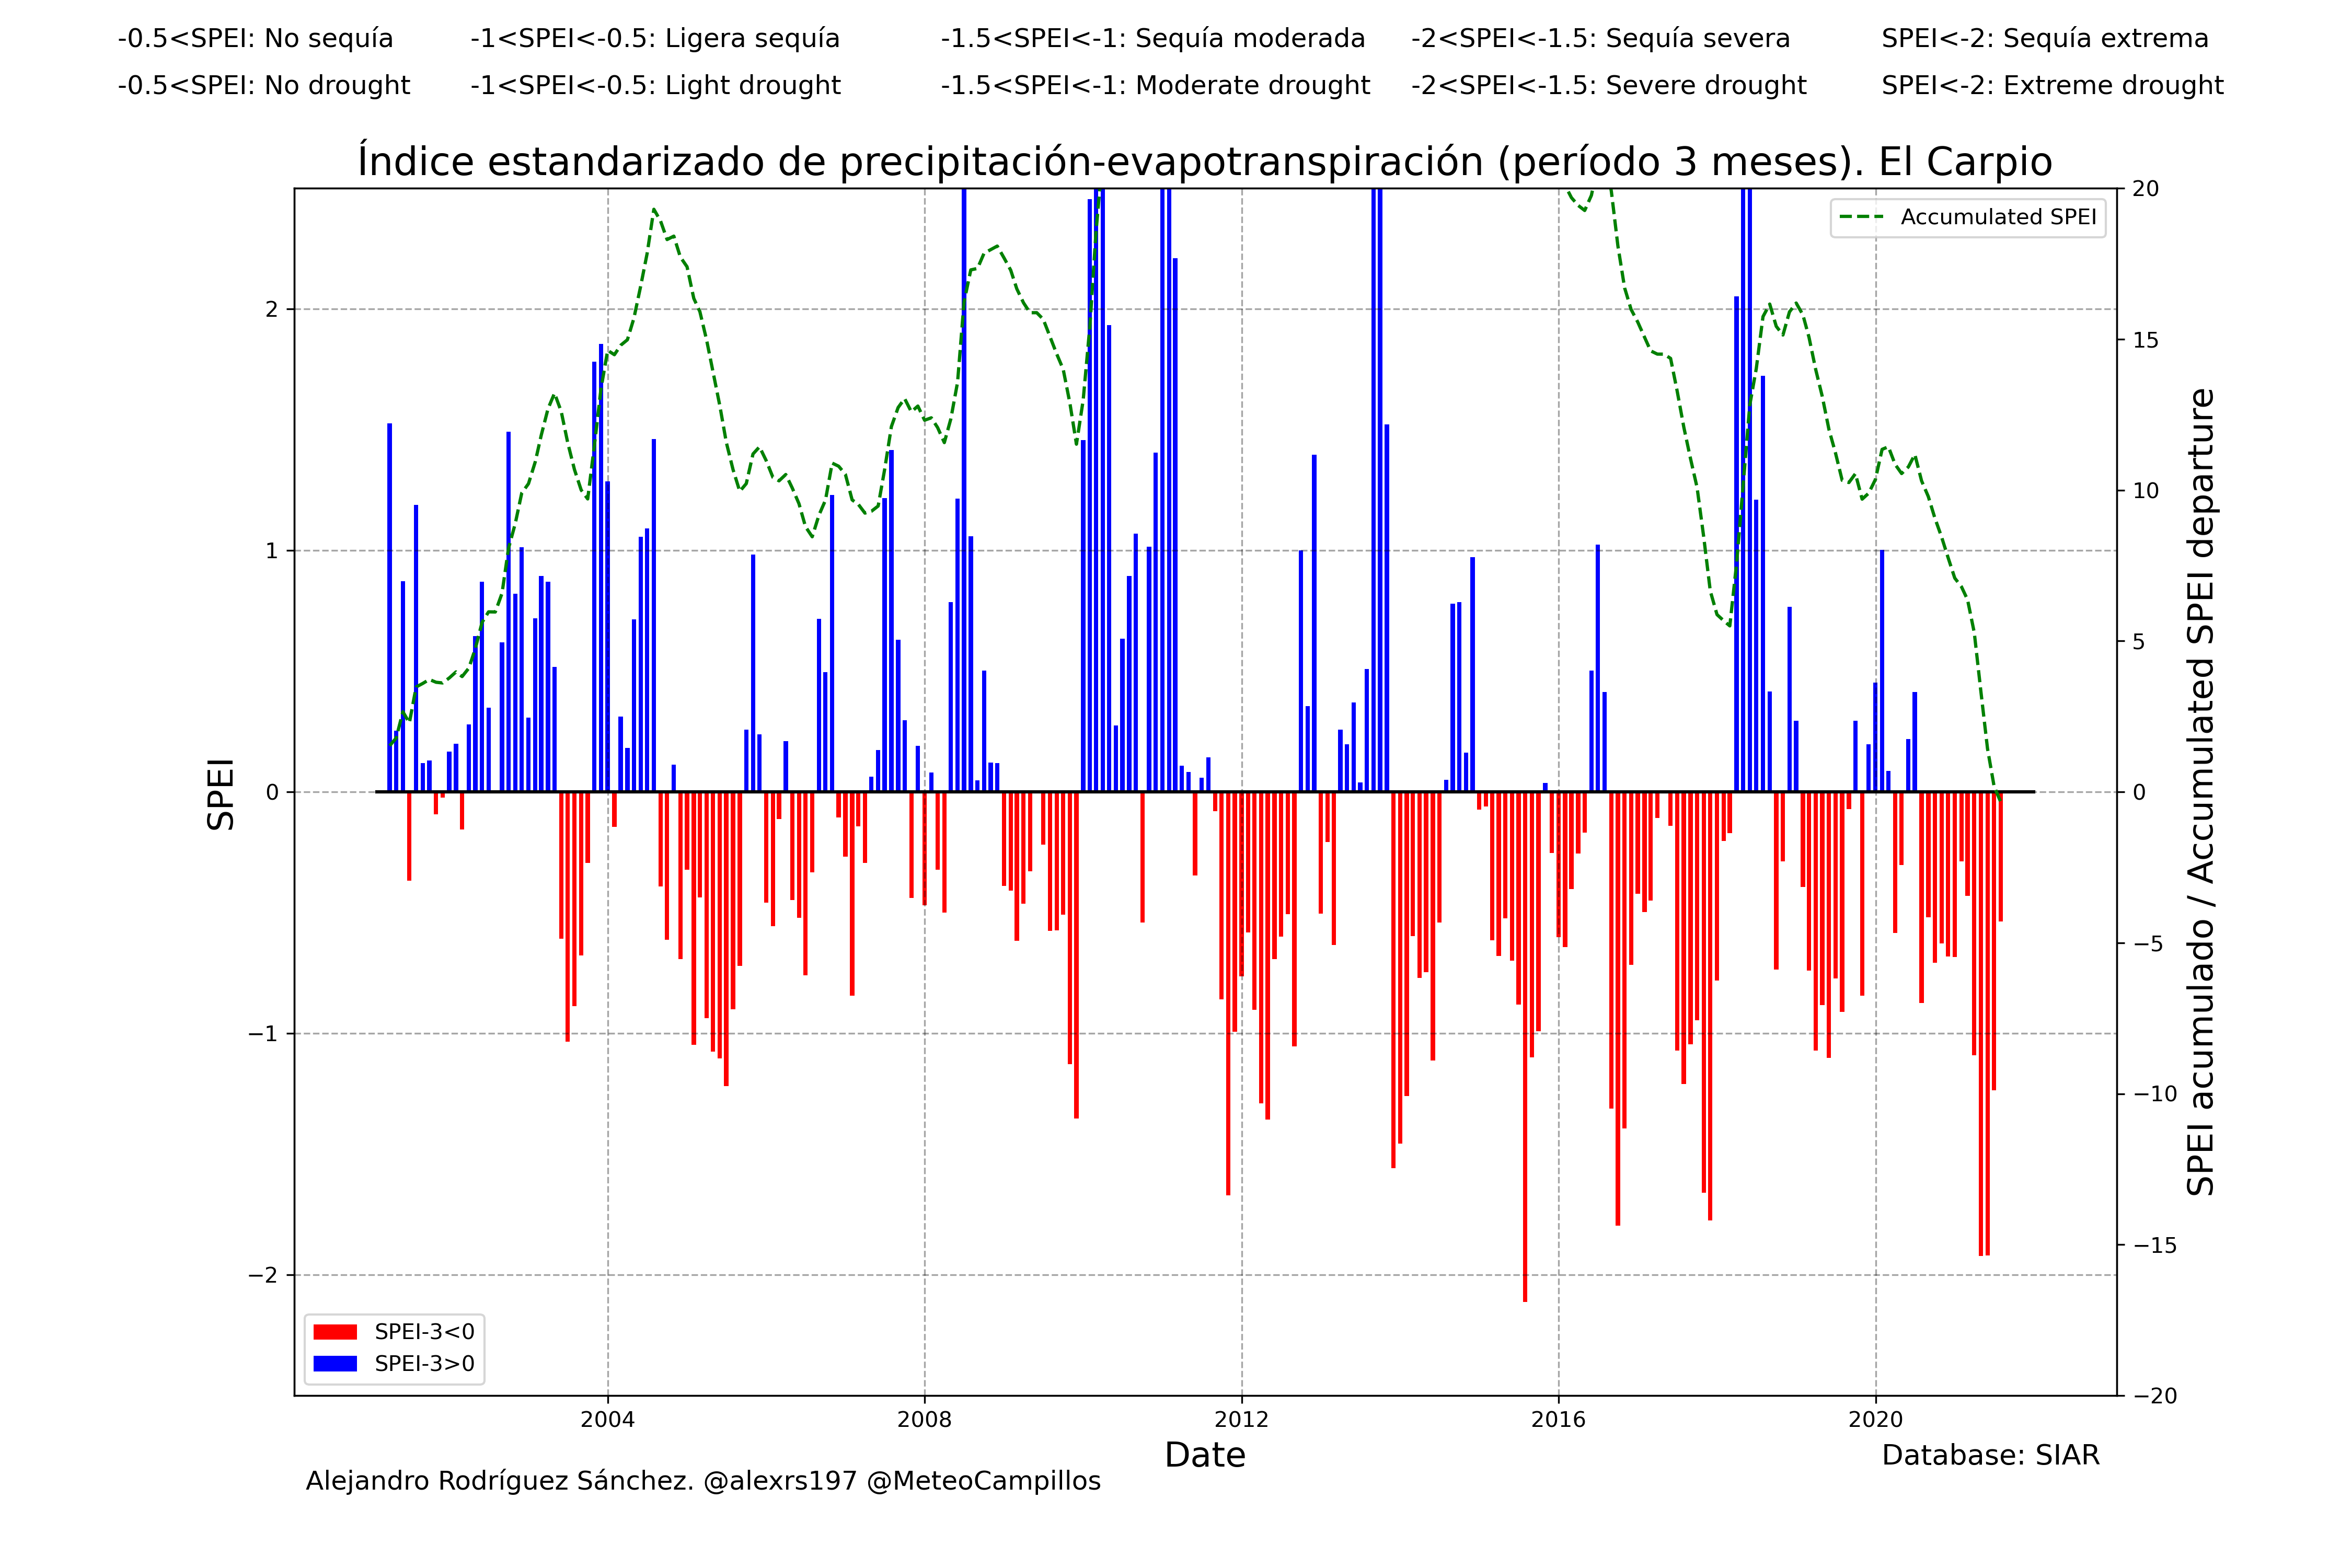 -0.5<SPEI: No sequía -1<SPEI<-0.5: Ligera sequía -1.5<SPEI<-1: Sequía moderada -2<SPEI<-1.5: Sequía severa SPEI<-2: Sequía extrema
-0.5<SPEI: No drought -1<SPEI<-0.5: Light drought -1.5<SPEI<-1: Moderate drought -2<SPEI<-1.5: Severe drought SPEI<-2: Extreme drought
Índice estandarizado de precipitación-evapotranspiración (período 3 meses). El Carpio
Accumulated SPEI
SPEI
2
1
0
−1
−2
20
15
10
5
0
−5
−10
−15
−20
SPEI acumulado / Accumulated SPEI departure
SPEI-3<0
SPEI-3>0
2004 2008 2012 2016 2020
Date
Database: SIAR
Alejandro Rodríguez Sánchez. @alexrs197 @MeteoCampillos